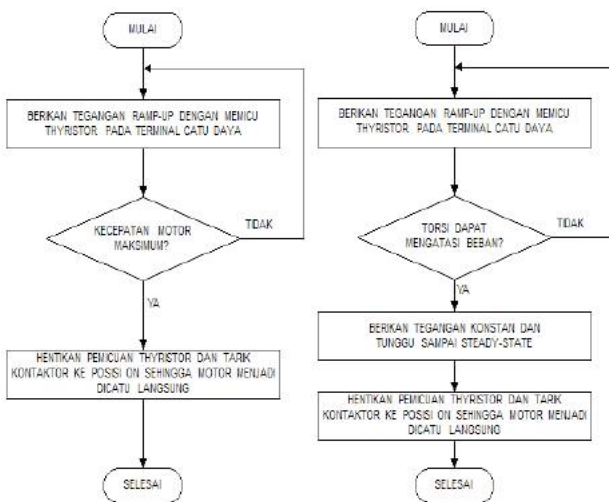 MULAI
BERIKAN TEGANGAN RAMP-UP DENGAN MEMICU
THYRISTOR PADA TERMINAL CATU DAYA
KECEPATAN MOTOR
MAKSIMUM?
TIDAK
YA
HENTIKAN PEMICUAN THYRISTOR DAN TARIK
KONTAKTOR KE POSISI ON SEHINGGA MOTOR MENJADI
DICATU LANGSUNG
SELESAI
MULAI
BERIKAN TEGANGAN RAMP-UP DENGAN MEMICU
THYRISTOR PADA TERMINAL CATU DAYA
TORSI DAPAT
MENGATASI BEBAN?
TIDAK
YA
BERIKAN TEGANGAN KONSTAN DAN
TUNGGU SAMPAI STEADY-STATE
HENTIKAN PEMICUAN THYRISTOR DAN TARIK
KONTAKTOR KE POSISI ON SEHINGGA MOTOR MENJADI
DICATU LANGSUNG
SELESAI